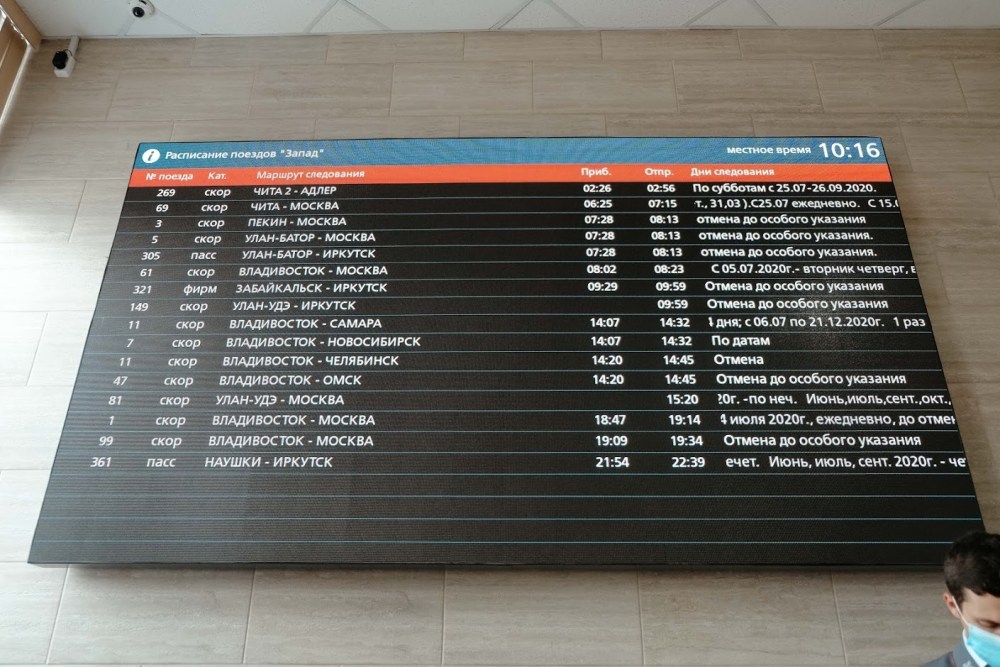 i Расписание поездов "Запад" местное время 10:16
№ поезда Кат. Маршрут следования Приб. Отпр. Дни следования
269 скор ЧИТА 2 - АДЛЕР 02:26 02:56 По субботам с 25.07-26.09.2020.
69 скор ЧИТА - МОСКВА 06:25 07:15 т., 31,03 ).С25.07 ежедневно. С 15.0
3 скор ПЕКИН - МОСКВА 07:28 08:13 отмена до особого указания
5 скор УЛАН-БАТОР - МОСКВА 07:28 08:13 отмена до особого указания.
305 пасс УЛАН-БАТОР - ИРКУТСК 07:28 08:13 отмена до особого указания.
61 скор ВЛАДИВОСТОК - МОСКВА 08:02 08:23 С 05.07.2020г.- вторник четверг, в
321 фирм ЗАБАЙКАЛЬСК - ИРКУТСК 09:29 09:59 Отмена до особого указания
149 скор УЛАН-УДЭ - ИРКУТСК 09:59 Отмена до особого указания
11 скор ВЛАДИВОСТОК - САМАРА 14:07 14:32 дня; с 06.07 по 21.12.2020г. 1 раз
7 скор ВЛАДИВОСТОК - НОВОСИБИРСК 14:07 14:32 По датам
11 скор ВЛАДИВОСТОК - ЧЕЛЯБИНСК 14:20 14:45 Отмена
47 скор ВЛАДИВОСТОК - ОМСК 14:20 14:45 Отмена до особого указания
81 скор УЛАН-УДЭ - МОСКВА 15:20 20г. -по неч. Июнь,июль,сент.,окт.,
1 скор ВЛАДИВОСТОК - МОСКВА 18:47 19:14 4 июля 2020г., ежедневно, до отмен
99 скор ВЛАДИВОСТОК - МОСКВА 19:09 19:34 Отмена до особого указания
361 пасс НАУШКИ - ИРКУТСК 21:54 22:39 ечет. Июнь, июль, сент. 2020г. - че